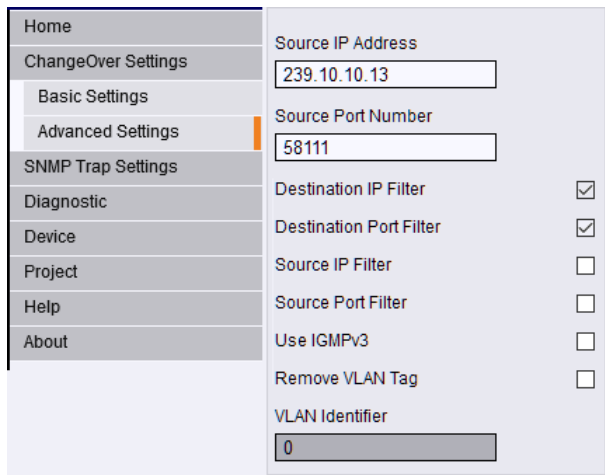 Home
ChangeOver Settings
Basic Settings
Advanced Settings
SNMP Trap Settings
Diagnostic
Device
Project
Help
About
Source IP Address
239.10.10.13
Source Port Number
58111
Destination IP Filter
Destination Port Filter
Source IP Filter
Source Port Filter
Use IGMPv3
Remove VLAN Tag
VLAN Identifier
0